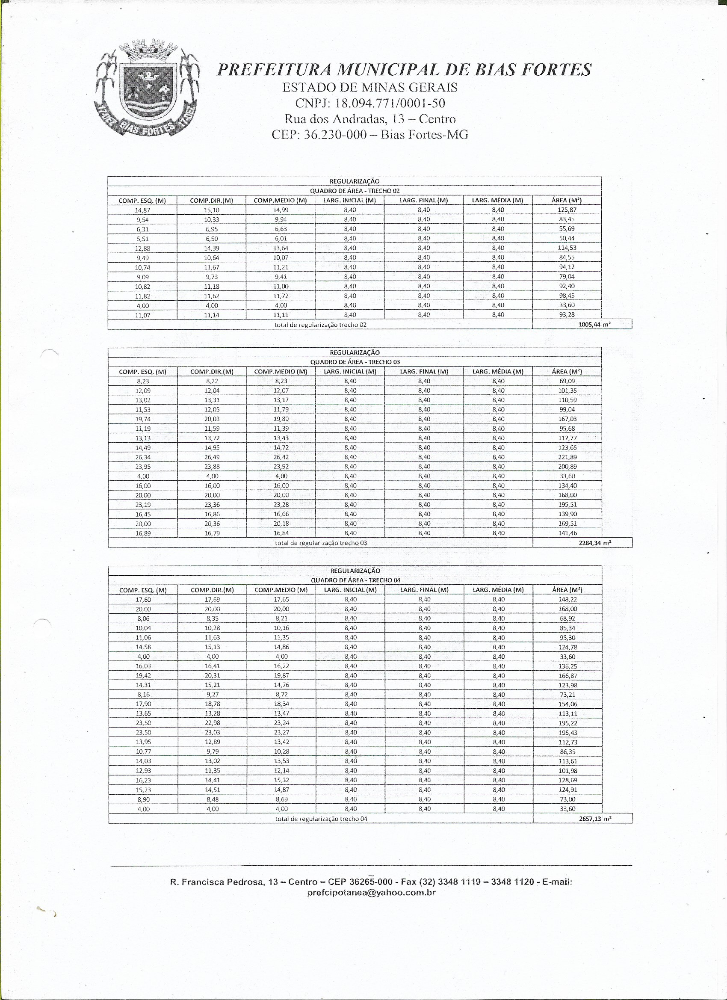 17-DEZ BIAS FORTES 17-DEZ
PREFEITURA MUNICIPAL DE BIAS FORTES
ESTADO DE MINAS GERAIS
CNPJ: 18.094.771/0001-50
Rua dos Andradas, 13 – Centro
CEP: 36.230-000 – Bias Fortes-MG
REGULARIZAÇÃO
QUADRO DE ÁREA - TRECHO 02
COMP. ESQ. (M) COMP.DIR.(M) COMP.MEDIO (M) LARG. INICIAL (M) LARG. FINAL (M) LARG. MÉDIA (M) ÁREA (M²)
14,87 15,10 14,99 8,40 8,40 8,40 125,87
9,54 10,33 9,94 8,40 8,40 8,40 83,45
6,31 6,95 6,63 8,40 8,40 8,40 55,69
5,51 6,50 6,01 8,40 8,40 8,40 50,44
12,88 14,39 13,64 8,40 8,40 8,40 114,53
9,49 10,64 10,07 8,40 8,40 8,40 84,55
10,74 11,67 11,21 8,40 8,40 8,40 94,12
9,09 9,73 9,41 8,40 8,40 8,40 79,04
10,82 11,18 11,00 8,40 8,40 8,40 92,40
11,82 11,62 11,72 8,40 8,40 8,40 98,45
4,00 4,00 4,00 8,40 8,40 8,40 33,60
11,07 11,14 11,11 8,40 8,40 8,40 93,28
total de regularização trecho 02 1005,44 m²
REGULARIZAÇÃO
QUADRO DE ÁREA - TRECHO 03
COMP. ESQ. (M) COMP.DIR.(M) COMP.MEDIO (M) LARG. INICIAL (M) LARG. FINAL (M) LARG. MÉDIA (M) ÁREA (M²)
8,23 8,22 8,23 8,40 8,40 8,40 69,09
12,09 12,04 12,07 8,40 8,40 8,40 101,35
13,02 13,31 13,17 8,40 8,40 8,40 110,59
11,53 12,05 11,79 8,40 8,40 8,40 99,04
19,74 20,03 19,89 8,40 8,40 8,40 167,03
11,19 11,59 11,39 8,40 8,40 8,40 95,68
13,13 13,72 13,43 8,40 8,40 8,40 112,77
14,49 14,95 14,72 8,40 8,40 8,40 123,65
26,34 26,49 26,42 8,40 8,40 8,40 221,89
23,95 23,88 23,92 8,40 8,40 8,40 200,89
4,00 4,00 4,00 8,40 8,40 8,40 33,60
16,00 16,00 16,00 8,40 8,40 8,40 134,40
20,00 20,00 20,00 8,40 8,40 8,40 168,00
23,19 23,36 23,28 8,40 8,40 8,40 195,51
16,45 16,86 16,66 8,40 8,40 8,40 139,90
20,00 20,36 20,18 8,40 8,40 8,40 169,51
16,89 16,79 16,84 8,40 8,40 8,40 141,46
total de regularização trecho 03 2284,34 m²
REGULARIZAÇÃO
QUADRO DE ÁREA - TRECHO 04
COMP. ESQ. (M) COMP.DIR.(M) COMP.MEDIO (M) LARG. INICIAL (M) LARG. FINAL (M) LARG. MÉDIA (M) ÁREA (M²)
17,60 17,69 17,65 8,40 8,40 8,40 148,22
20,00 20,00 20,00 8,40 8,40 8,40 168,00
8,06 8,35 8,21 8,40 8,40 8,40 68,92
10,04 10,28 10,16 8,40 8,40 8,40 85,34
11,06 11,63 11,35 8,40 8,40 8,40 95,30
14,58 15,13 14,86 8,40 8,40 8,40 124,78
4,00 4,00 4,00 8,40 8,40 8,40 33,60
16,03 16,41 16,22 8,40 8,40 8,40 136,25
19,42 20,31 19,87 8,40 8,40 8,40 166,87
14,31 15,21 14,76 8,40 8,40 8,40 123,98
8,16 9,27 8,72 8,40 8,40 8,40 73,21
17,90 18,78 18,34 8,40 8,40 8,40 154,06
13,65 13,28 13,47 8,40 8,40 8,40 113,11
23,50 22,98 23,24 8,40 8,40 8,40 195,22
23,50 23,03 23,27 8,40 8,40 8,40 195,43
13,95 12,89 13,42 8,40 8,40 8,40 112,73
10,77 9,79 10,28 8,40 8,40 8,40 86,35
14,03 13,02 13,53 8,40 8,40 8,40 113,61
12,93 11,35 12,14 8,40 8,40 8,40 101,98
16,23 14,41 15,32 8,40 8,40 8,40 128,69
15,23 14,51 14,87 8,40 8,40 8,40 124,91
8,90 8,48 8,69 8,40 8,40 8,40 73,00
4,00 4,00 4,00 8,40 8,40 8,40 33,60
total de regularização trecho 04 2657,13 m²
R. Francisca Pedrosa, 13 – Centro – CEP 36265-000 - Fax (32) 3348 1119 – 3348 1120 - E-mail:
prefcipotanea@yahoo.com.br